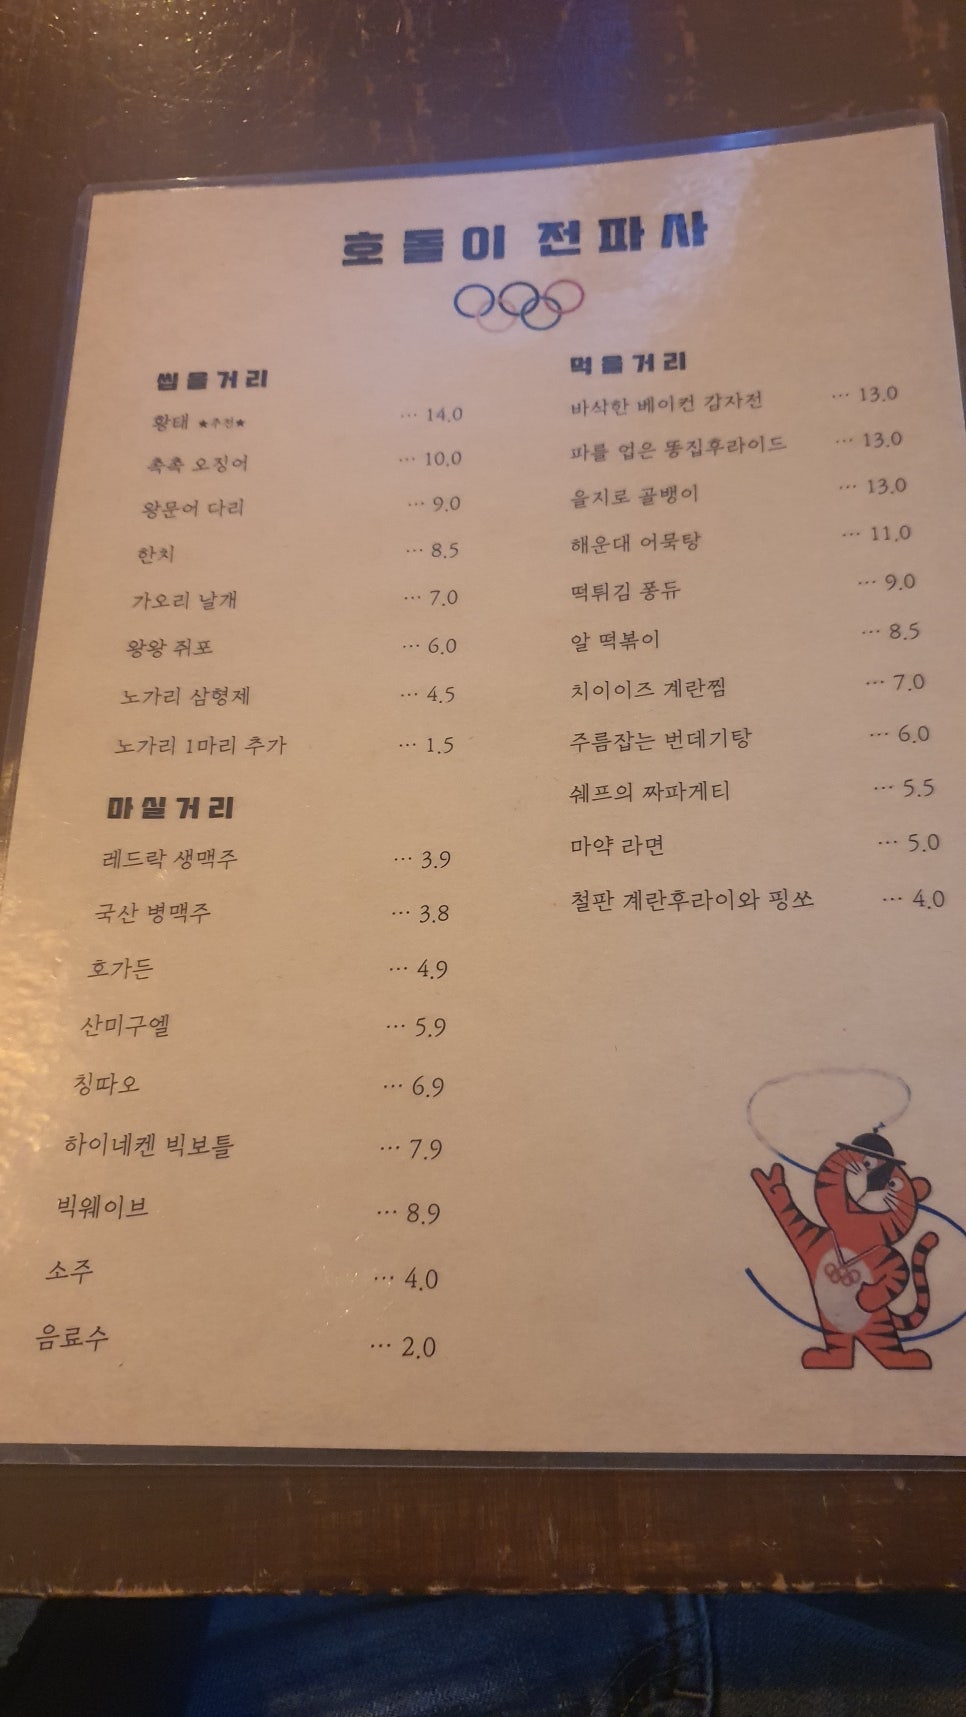 호돌이 전파사
씹을거리
황태 ★추천★ ... 14.0
촉촉 오징어 ... 10.0
왕문어 다리 ... 9.0
한치 ... 8.5
가오리 날개 ... 7.0
왕왕 쥐포 ... 6.0
노가리 삼형제 ... 4.5
노가리 1마리 추가 ... 1.5
마실거리
레드락 생맥주 ... 3.9
국산 병맥주 ... 3.8
호가든 ... 4.9
산미구엘 ... 5.9
칭따오 ... 6.9
하이네켄 빅보틀 ... 7.9
빅웨이브 ... 8.9
소주 ... 4.0
음료수 ... 2.0
먹을거리
바삭한 베이컨 감자전 ... 13.0
파를 업은 똥집후라이드 ... 13.0
을지로 골뱅이 ... 13.0
해운대 어묵탕 ... 11.0
떡튀김 퐁듀 ... 9.0
알 떡볶이 ... 8.5
치이이즈 계란찜 ... 7.0
주름잡는 번데기탕 ... 6.0
쉐프의 짜파게티 ... 5.5
마약 라면 ... 5.0
철판 계란후라이와 핑쏘 ... 4.0